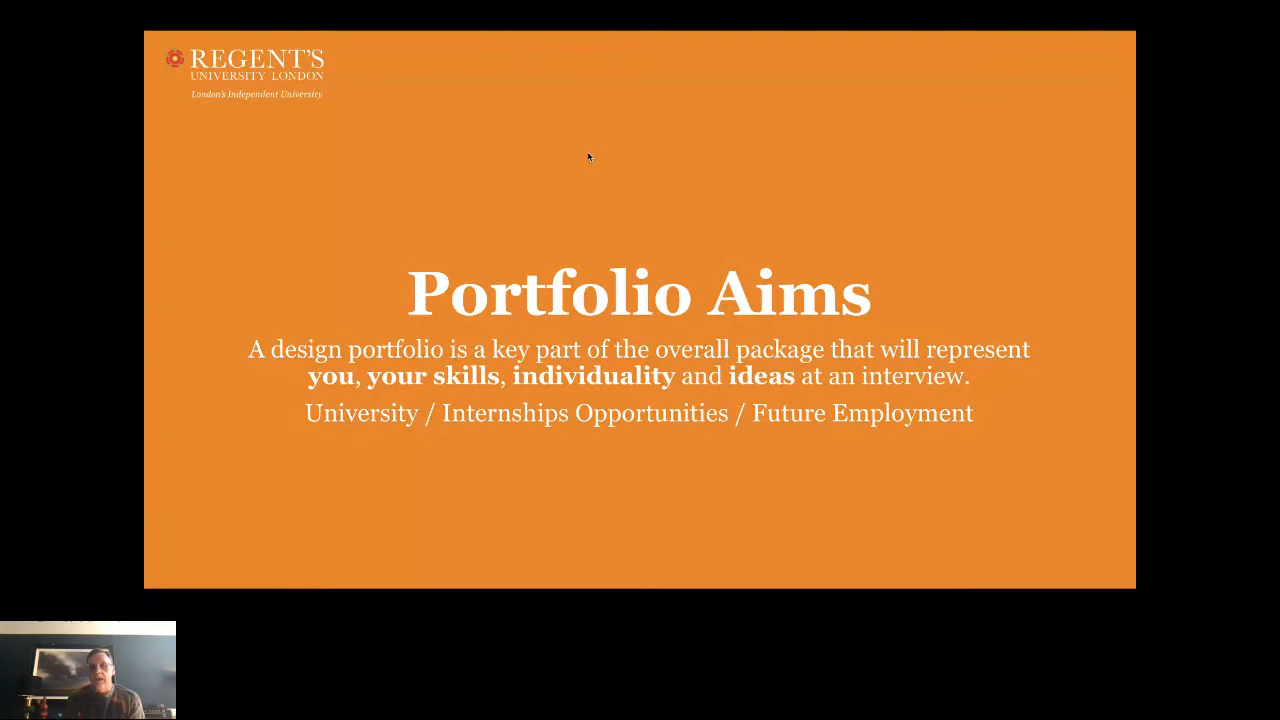 REGENT'S
UNIVERSITY LONDON
London's Independent University
Portfolio Aims
A design portfolio is a key part of the overall package that will represent
you, your skills, individuality and ideas at an interview.
University / Internships Opportunities / Future Employment